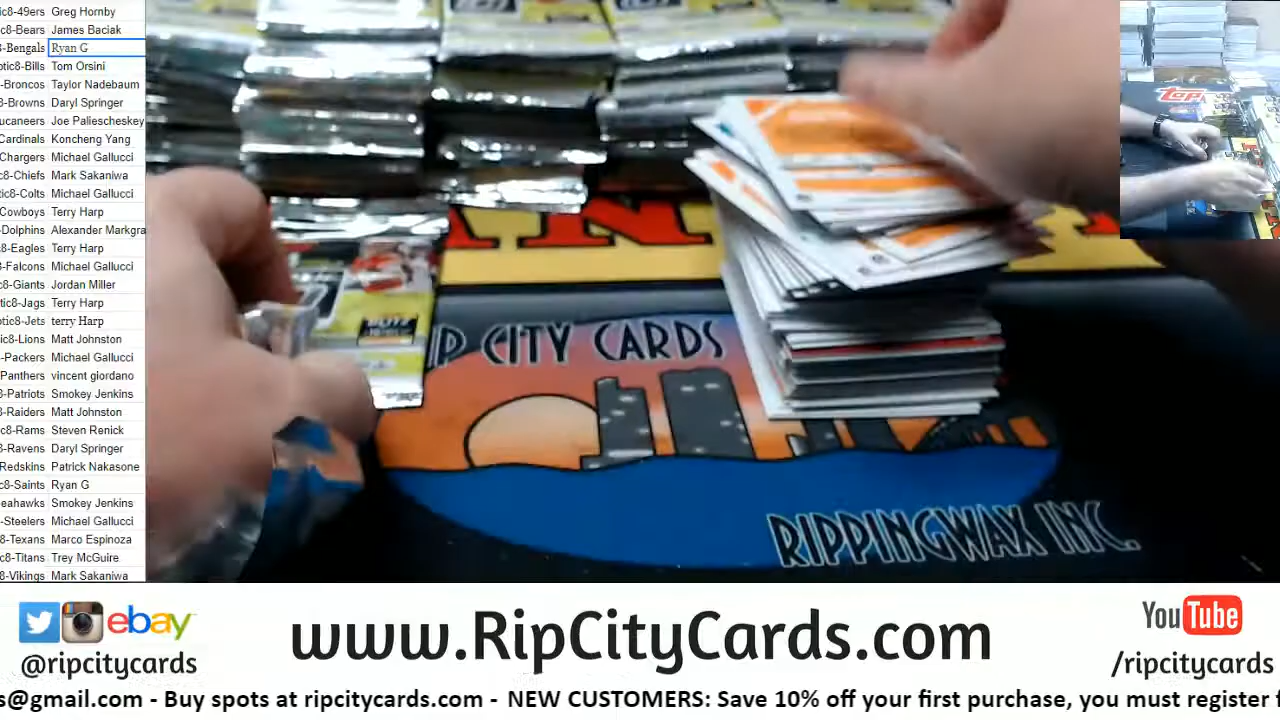 tic8-49ers Greg Hornby
c8-Bears James Baciak
8-Bengals Ryan G
otic8-Bills Tom Orsini
8-Broncos Taylor Nadebaum
8-Browns Daryl Springer
ucaneers Joe Paliescheskey
Cardinals Koncheng Yang
Chargers Michael Gallucci
c8-Chiefs Mark Sakaniwa
tic8-Colts Michael Gallucci
Cowboys Terry Harp
-Dolphins Alexander Markgra
c8-Eagles Terry Harp
-Falcons Michael Gallucci
c8-Giants Jordan Miller
tic8-Jags Terry Harp
otic8-Jets terry Harp
ic8-Lions Matt Johnston
-Packers Michael Gallucci
-Panthers vincent giordano
8-Patriots Smokey Jenkins
8-Raiders Matt Johnston
c8-Rams Steven Renick
8-Ravens Daryl Springer
Redskins Patrick Nakasone
ic8-Saints Ryan G
eahawks Smokey Jenkins
-Steelers Michael Gallucci
8-Texans Marco Espinoza
c8-Titans Trey McGuire
8-Vikings Mark Sakaniwa
IP CITY CARDS
RIPPINGWAX INC.
ebay
@ripcitycards
www.RipCityCards.com
YouTube
/ripcitycards
s@gmail.com - Buy spots at ripcitycards.com - NEW CUSTOMERS: Save 10% off your first purchase, you must register f